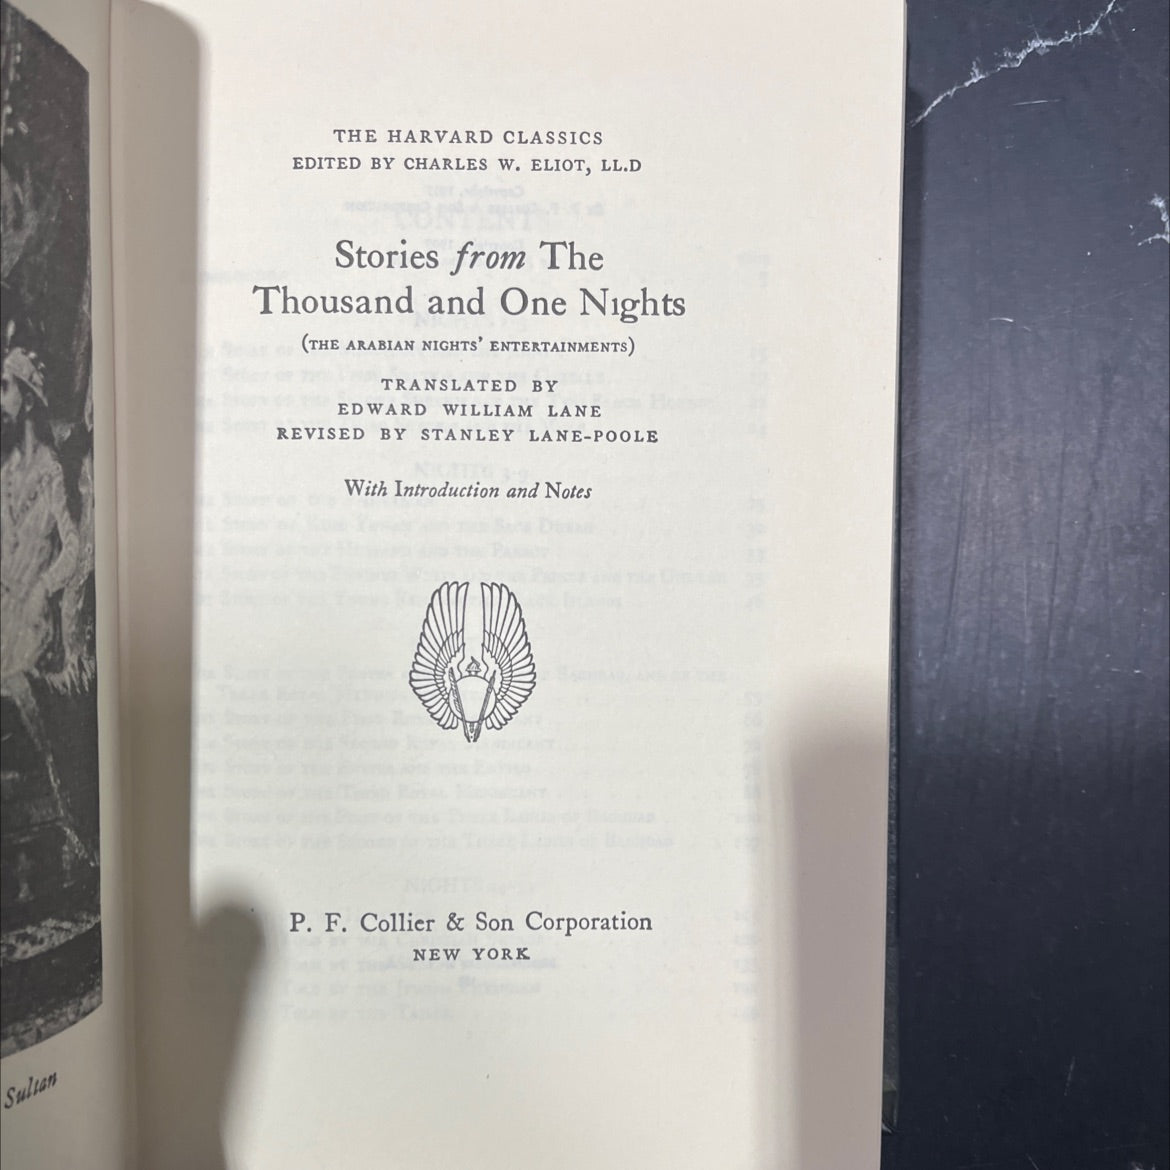 THE HARVARD CLASSICS
EDITED BY CHARLES W. ELIOT, LL.D
Stories from The
Thousand and One Nights
(THE ARABIAN NIGHTS' ENTERTAINMENTS)
TRANSLATED BY
EDWARD WILLIAM LANE
REVISED BY STANLEY LANE-POOLE
With Introduction and Notes
P. F. Collier & Son Corporation
NEW YORK
Sultan